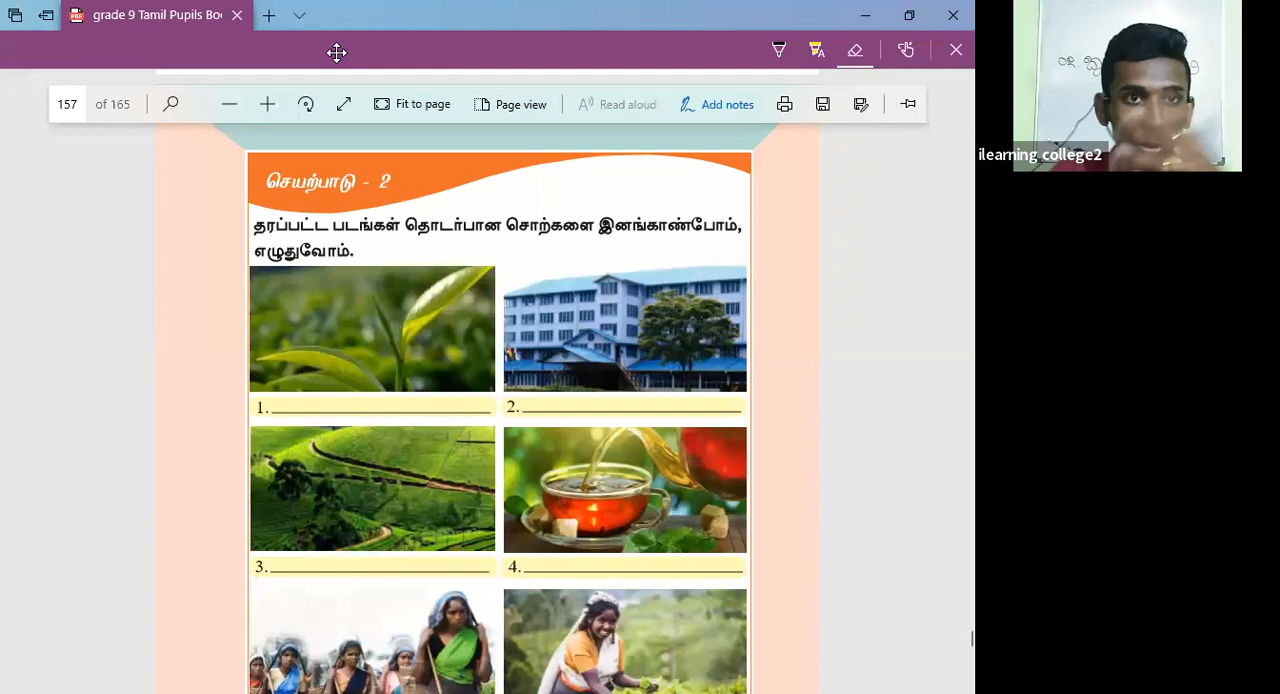 grade 9 Tamil Pupils Bo
157 of 165
Fit to page
Page view
Read aloud
Add notes
செயற்பாடு - 2
தரப்பட்ட படங்கள் தொடர்பான சொற்களை இனங்காண்போம்,
எழுதுவோம்.
1.
2.
3.
4.
ilearning college2